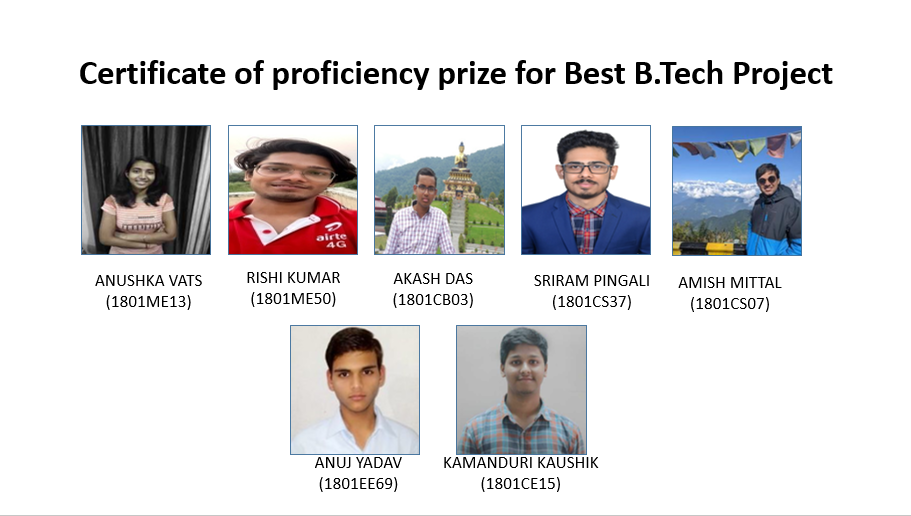 Certificate of proficiency prize for Best B.Tech Project
airte
4G
ANUSHKA VATS
(1801ME13)
RISHI KUMAR
(1801ME50)
AKASH DAS
(1801CB03)
SRIRAM PINGALI
(1801CS37)
AMISH MITTAL
(1801CS07)
ANUJ YADAV
(1801EE69)
KAMANDURI KAUSHIK
(1801CE15)